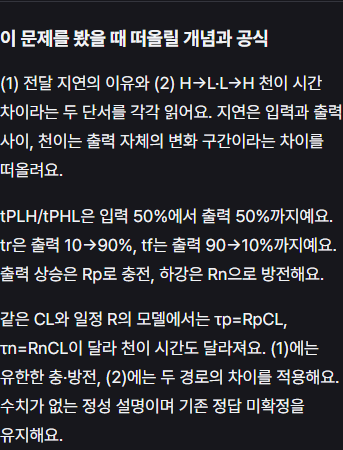 이 문제를 봤을 때 떠올릴 개념과 공식
(1) 전달 지연의 이유와 (2) H→L·L→H 천이 시간
차이라는 두 단서를 각각 읽어요. 지연은 입력과 출력
사이, 천이는 출력 자체의 변화 구간이라는 차이를
떠올려요.
tPLH/tPHL은 입력 50%에서 출력 50%까지예요.
tr은 출력 10→90%, tf는 출력 90→10%까지예요.
출력 상승은 Rp로 충전, 하강은 Rn으로 방전해요.
같은 CL와 일정 R의 모델에서는 τp=RpCL,
τn=RnCL이 달라 천이 시간도 달라져요. (1)에는
유한한 충·방전, (2)에는 두 경로의 차이를 적용해요.
수치가 없는 정성 설명이며 기존 정답 미확정을
유지해요.